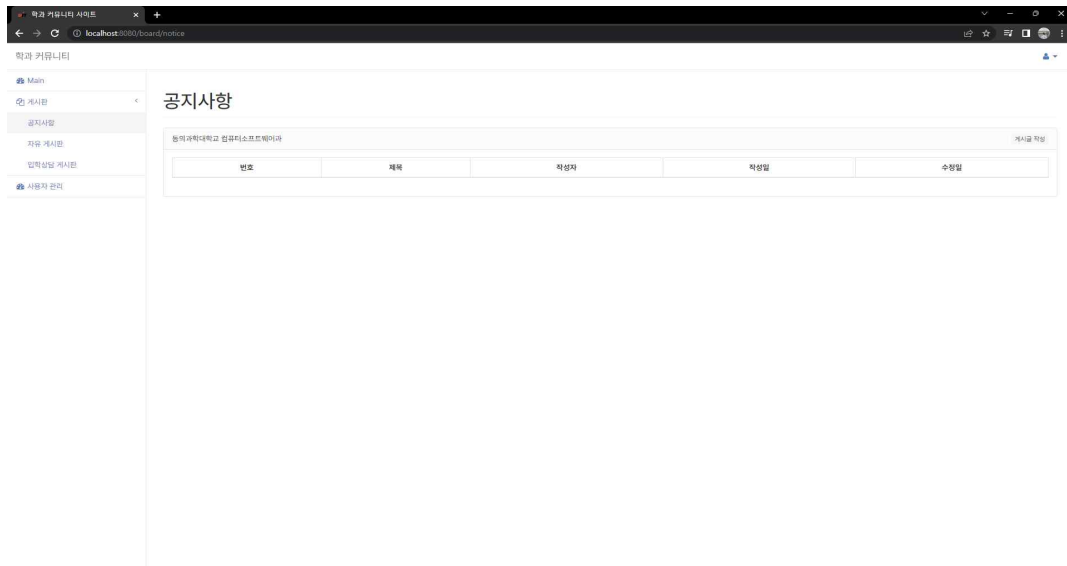 학과 커뮤니티 사이트
localhost:8080/board/notice
학과 커뮤니티
Main
게시판
공지사항
자유 게시판
입학상담 게시판
사용자 관리
공지사항
동의과학대학교 컴퓨터소프트웨어과 게시글 작성
번호 제목 작성자 작성일 수정일